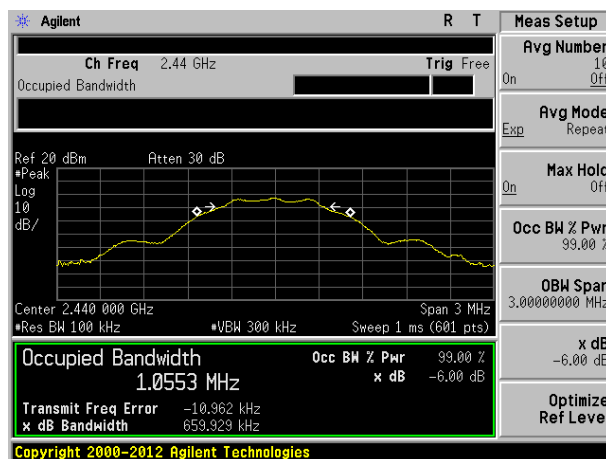 Agilent R T Meas Setup
Ch Freq 2.44 GHz Trig Free
Occupied Bandwidth
Avg Number
10
On Off
Avg Mode
Exp Repeat
Max Hold
On Off
Occ BW % Pwr
99.00 %
OBW Span
3.00000000 MHz
x dB
-6.00 dB
Optimize
Ref Level
Ref 20 dBm Atten 30 dB
#Peak
Log
10
dB/
Center 2.440 000 GHz Span 3 MHz
#Res BW 100 kHz #VBW 300 kHz Sweep 1 ms (601 pts)
Occupied Bandwidth Occ BW % Pwr 99.00 %
1.0553 MHz x dB -6.00 dB
Transmit Freq Error -10.962 kHz
x dB Bandwidth 659.929 kHz
Copyright 2000-2012 Agilent Technologies